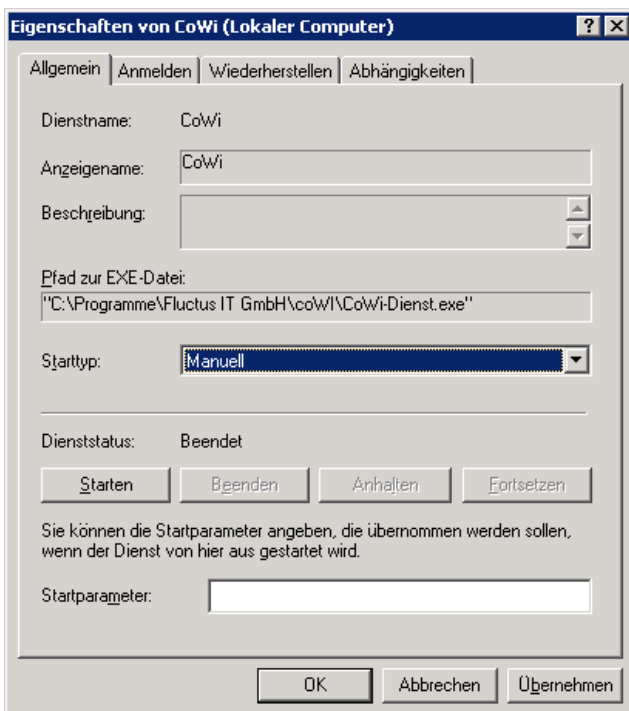 Eigenschaften von CoWi (Lokaler Computer)
Allgemein Anmelden Wiederherstellen Abhängigkeiten
Dienstname: CoWi
Anzeigename: CoWi
Beschreibung:
Pfad zur EXE-Datei:
"C:\Programme\Fluctus IT GmbH\coWI\CoWi-Dienst.exe"
Starttyp: Manuell
Dienststatus: Beendet
Starten Beenden Anhalten Fortsetzen
Sie können die Startparameter angeben, die übernommen werden sollen,
wenn der Dienst von hier aus gestartet wird.
Startparameter:
OK Abbrechen Übernehmen